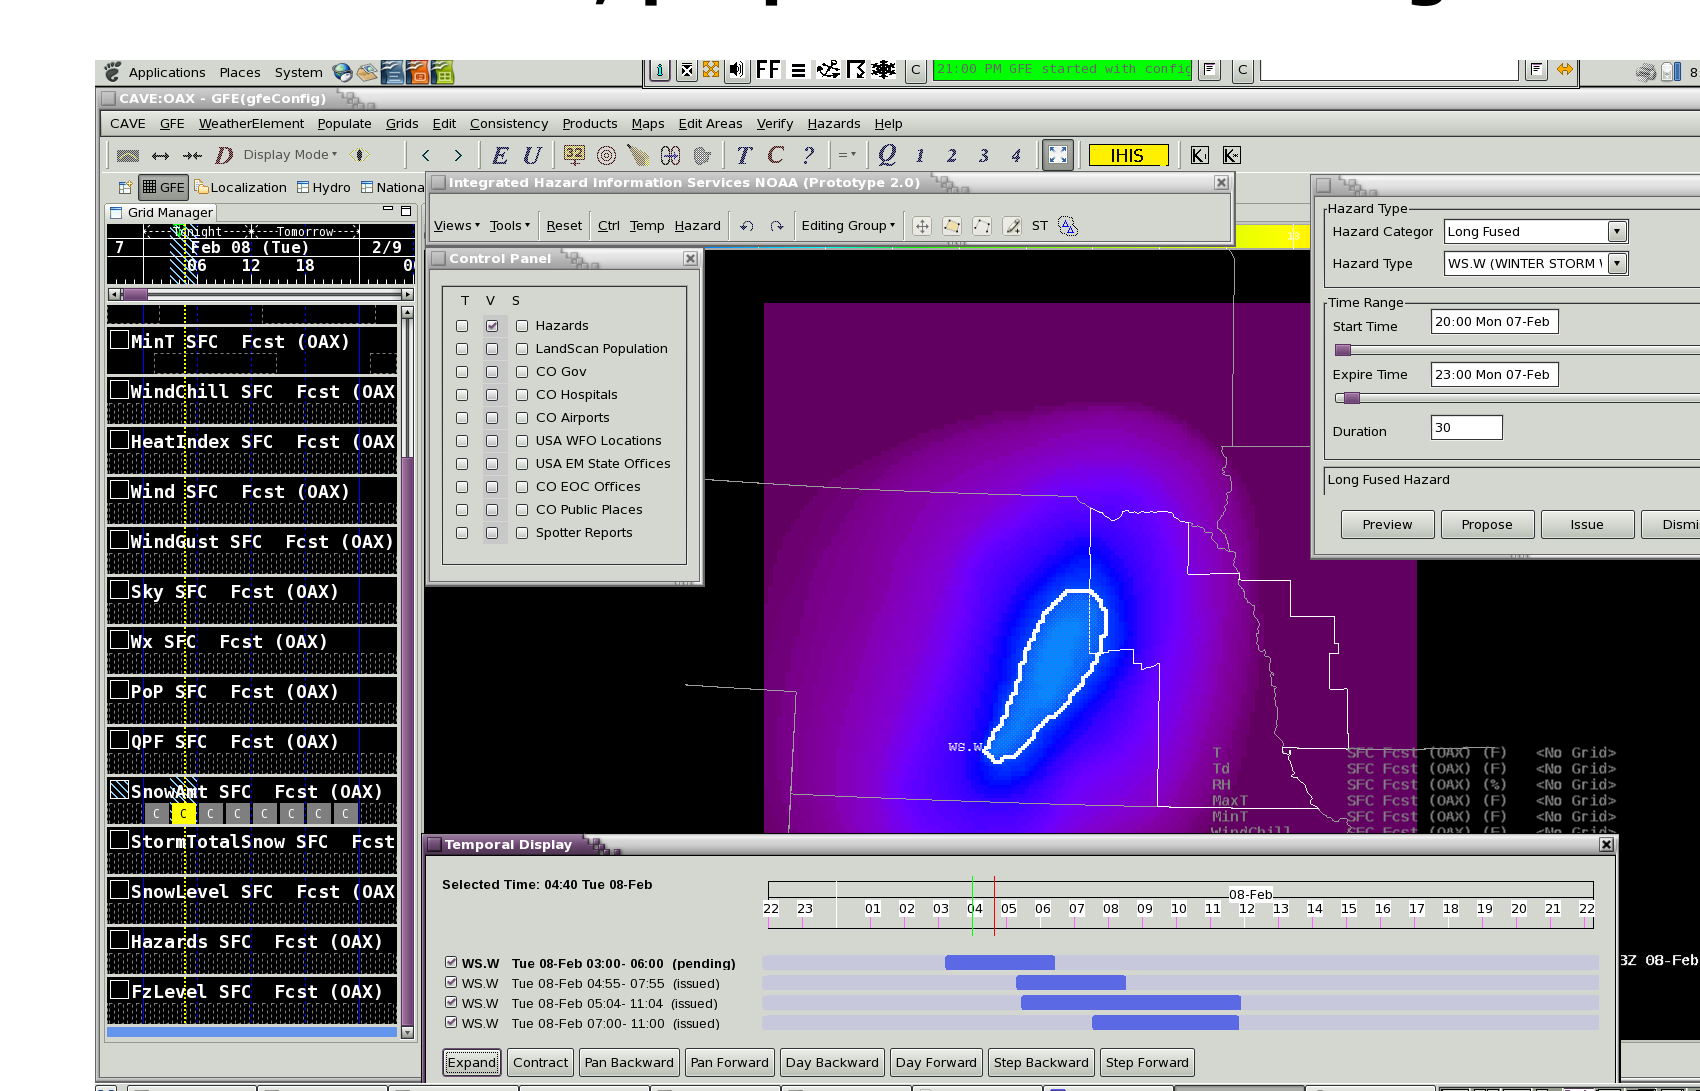 Applications Places System
FF
C
21:00 PM GFE started with config
C
8
CAVE:OAX - GFE(gfeConfig)
CAVE GFE WeatherElement Populate Grids Edit Consistency Products Maps Edit Areas Verify Hazards Help
D Display Mode
E U
32
T C ?
=
Q 1 2 3 4
IHIS
K K
GFE Localization Hydro Nationa
Grid Manager
Tonight Tomorrow
7 Feb 08 (Tue) 2/9
06 12 18 0
MinT SFC Fcst (OAX)
WindChill SFC Fcst (OAX
HeatIndex SFC Fcst (OAX
Wind SFC Fcst (OAX)
WindGust SFC Fcst (OAX)
Sky SFC Fcst (OAX)
Wx SFC Fcst (OAX)
PoP SFC Fcst (OAX)
QPF SFC Fcst (OAX)
SnowAmt SFC Fcst (OAX)
C C C C C C C C
StormTotalSnow SFC Fcst
SnowLevel SFC Fcst (OAX)
Hazards SFC Fcst (OAX)
FzLevel SFC Fcst (OAX)
Integrated Hazard Information Services NOAA (Prototype 2.0)
Views Tools Reset Ctrl Temp Hazard Editing Group ST
Control Panel
T V S
Hazards
LandScan Population
CO Gov
CO Hospitals
CO Airports
USA WFO Locations
USA EM State Offices
CO EOC Offices
CO Public Places
Spotter Reports
Hazard Type
Hazard Categor Long Fused
Hazard Type WS.W (WINTER STORM
Time Range
Start Time 20:00 Mon 07-Feb
Expire Time 23:00 Mon 07-Feb
Duration 30
Long Fused Hazard
Preview Propose Issue Dismi
WS.W
T SFC Fcst (OAX) (F) <No Grid>
Td SFC Fcst (OAX) (F) <No Grid>
RH SFC Fcst (OAX) (%) <No Grid>
MaxT SFC Fcst (OAX) (F) <No Grid>
MinT SFC Fcst (OAX) (F) <No Grid>
WindChill SFC Fcst (OAX) (F) <No Grid>
3Z 08-Feb
Temporal Display
Selected Time: 04:40 Tue 08-Feb
08-Feb
22 23 01 02 03 04 05 06 07 08 09 10 11 12 13 14 15 16 17 18 19 20 21 22
WS.W Tue 08-Feb 03:00- 06:00 (pending)
WS.W Tue 08-Feb 04:55- 07:55 (issued)
WS.W Tue 08-Feb 05:04- 11:04 (issued)
WS.W Tue 08-Feb 07:00- 11:00 (issued)
Expand Contract Pan Backward Pan Forward Day Backward Day Forward Step Backward Step Forward